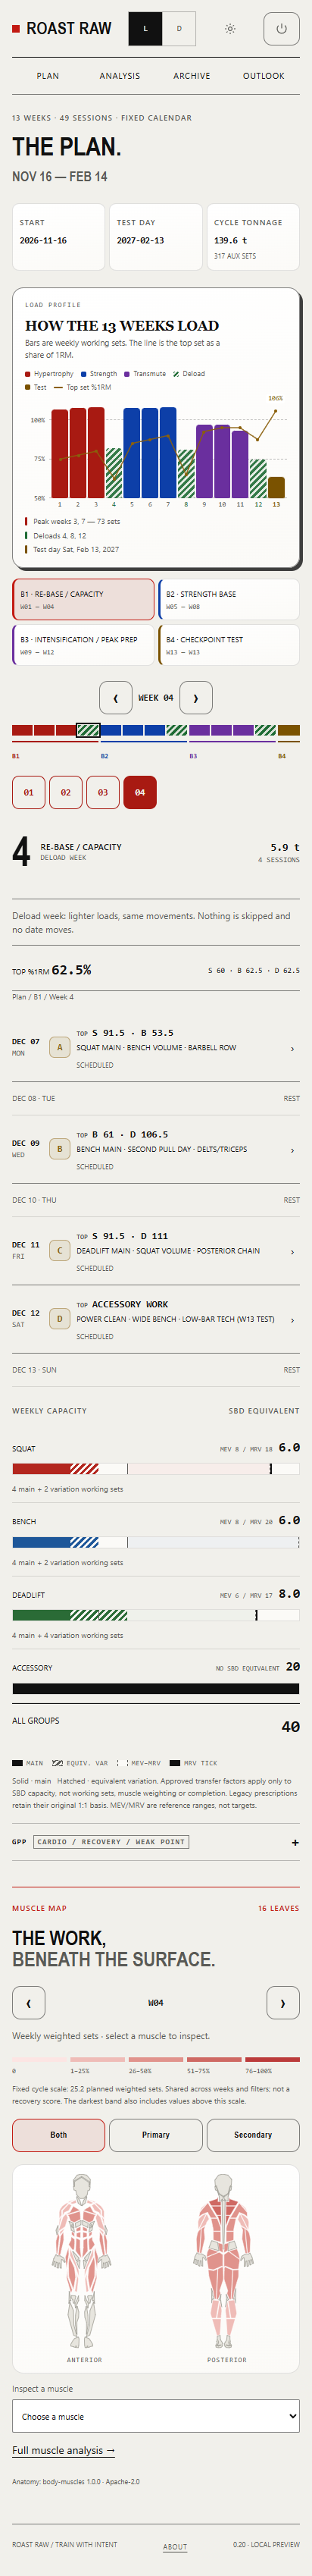 ROAST RAW
L D
PLAN ANALYSIS ARCHIVE OUTLOOK
13 WEEKS · 49 SESSIONS · FIXED CALENDAR
THE PLAN.
NOV 16 — FEB 14
START
2026-11-16
TEST DAY
2027-02-13
CYCLE TONNAGE
139.6 t
317 AUX SETS
LOAD PROFILE
HOW THE 13 WEEKS LOAD
Bars are weekly working sets. The line is the top set as a
share of 1RM.
Hypertrophy Strength Transmute Deload
Test Top set %1RM
106%
100%
75%
50%
1 2 3 4 5 6 7 8 9 10 11 12 13
Peak weeks 3, 7 — 73 sets
Deloads 4, 8, 12
Test day Sat, Feb 13, 2027
B1 · RE-BASE / CAPACITY
W01 — W04
B2 · STRENGTH BASE
W05 — W08
B3 · INTENSIFICATION / PEAK PREP
W09 — W12
B4 · CHECKPOINT TEST
W13 — W13
‹ WEEK 04 ›
B1 B2 B3 B4
01 02 03 04
4
RE-BASE / CAPACITY
DELOAD WEEK
5.9 t
4 SESSIONS
Deload week: lighter loads, same movements. Nothing is skipped and
no date moves.
TOP %1RM 62.5%
S 60 · B 62.5 · D 62.5
Plan / B1 / Week 4
DEC 07
MON
A
TOP S 91.5 · B 53.5
SQUAT MAIN · BENCH VOLUME · BARBELL ROW
SCHEDULED
›
DEC 08 · TUE REST
DEC 09
WED
B
TOP B 61 · D 106.5
BENCH MAIN · SECOND PULL DAY · DELTS/TRICEPS
SCHEDULED
›
DEC 10 · THU REST
DEC 11
FRI
C
TOP S 91.5 · D 111
DEADLIFT MAIN · SQUAT VOLUME · POSTERIOR CHAIN
SCHEDULED
›
DEC 12
SAT
D
TOP ACCESSORY WORK
POWER CLEAN · WIDE BENCH · LOW-BAR TECH (W13 TEST)
SCHEDULED
›
DEC 13 · SUN REST
WEEKLY CAPACITY SBD EQUIVALENT
SQUAT MEV 8 / MRV 18 6.0
4 main + 2 variation working sets
BENCH MEV 8 / MRV 20 6.0
4 main + 2 variation working sets
DEADLIFT MEV 6 / MRV 17 8.0
4 main + 4 variation working sets
ACCESSORY NO SBD EQUIVALENT 20
ALL GROUPS 40
MAIN EQUIV. VAR MEV–MRV MRV TICK
Solid · main Hatched · equivalent variation. Approved transfer factors apply only to
SBD capacity, not working sets, muscle weighting or completion. Legacy prescriptions
retain their original 1:1 basis. MEV/MRV are reference ranges, not targets.
GPP CARDIO / RECOVERY / WEAK POINT +
MUSCLE MAP 16 LEAVES
THE WORK,
BENEATH THE SURFACE.
‹ W04 ›
Weekly weighted sets · select a muscle to inspect.
0 1–25% 26–50% 51–75% 76–100%
Fixed cycle scale: 25.2 planned weighted sets. Shared across weeks and filters; not a
recovery score. The darkest band also includes values above this scale.
Both Primary Secondary
ANTERIOR POSTERIOR
Inspect a muscle
Choose a muscle
Full muscle analysis →
Anatomy: body-muscles 1.0.0 · Apache-2.0
ROAST RAW / TRAIN WITH INTENT ABOUT 0.20 · LOCAL PREVIEW